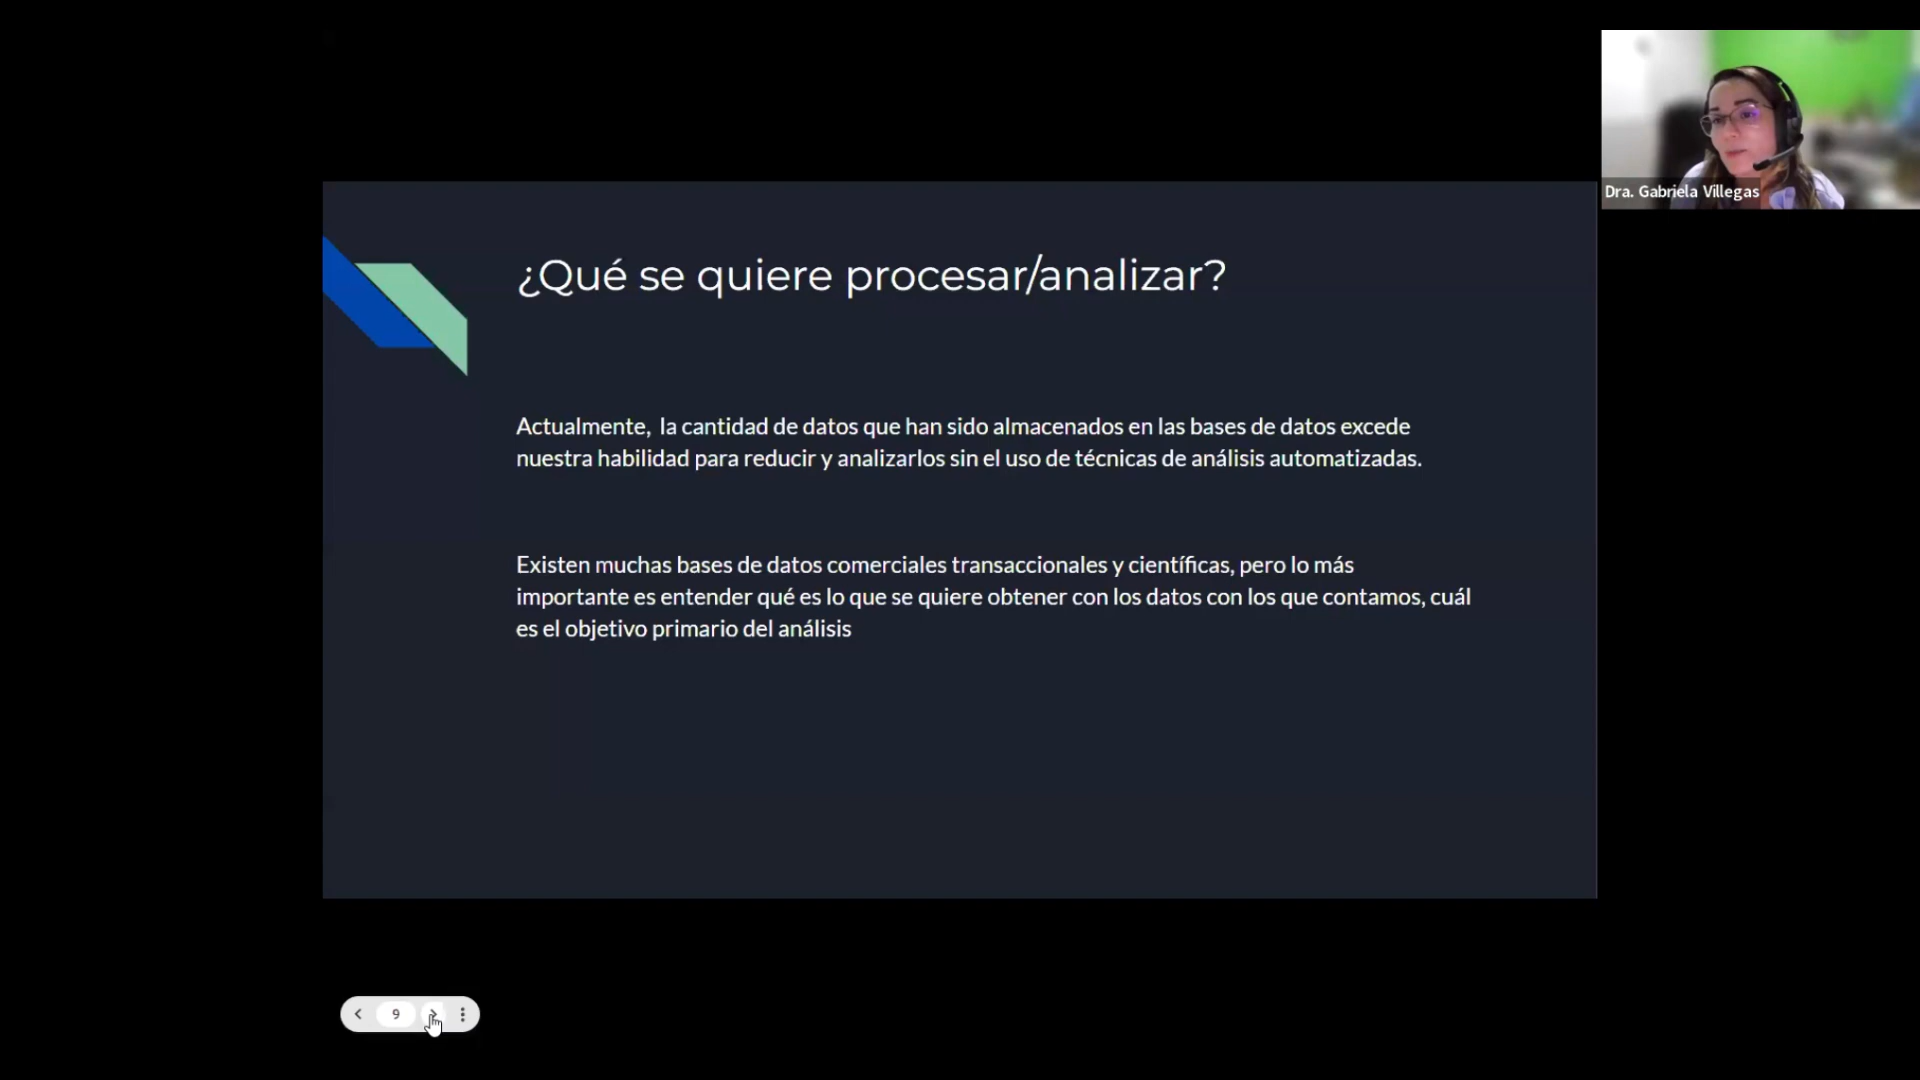 Dra. Gabriela Villegas
¿Qué se quiere procesar/analizar?
Actualmente, la cantidad de datos que han sido almacenados en las bases de datos excede
nuestra habilidad para reducir y analizarlos sin el uso de técnicas de análisis automatizadas.
Existen muchas bases de datos comerciales transaccionales y científicas, pero lo más
importante es entender qué es lo que se quiere obtener con los datos con los que contamos, cuál
es el objetivo primario del análisis
9